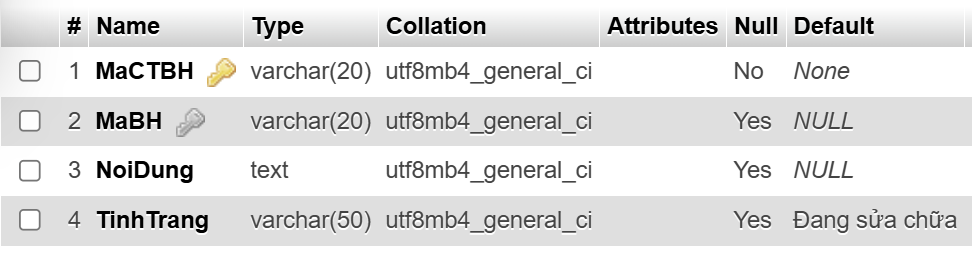 # Name Type Collation Attributes Null Default
1 MaCTBH varchar(20) utf8mb4_general_ci No None
2 MaBH varchar(20) utf8mb4_general_ci Yes NULL
3 NoiDung text utf8mb4_general_ci Yes NULL
4 TinhTrang varchar(50) utf8mb4_general_ci Yes Đang sửa chữa